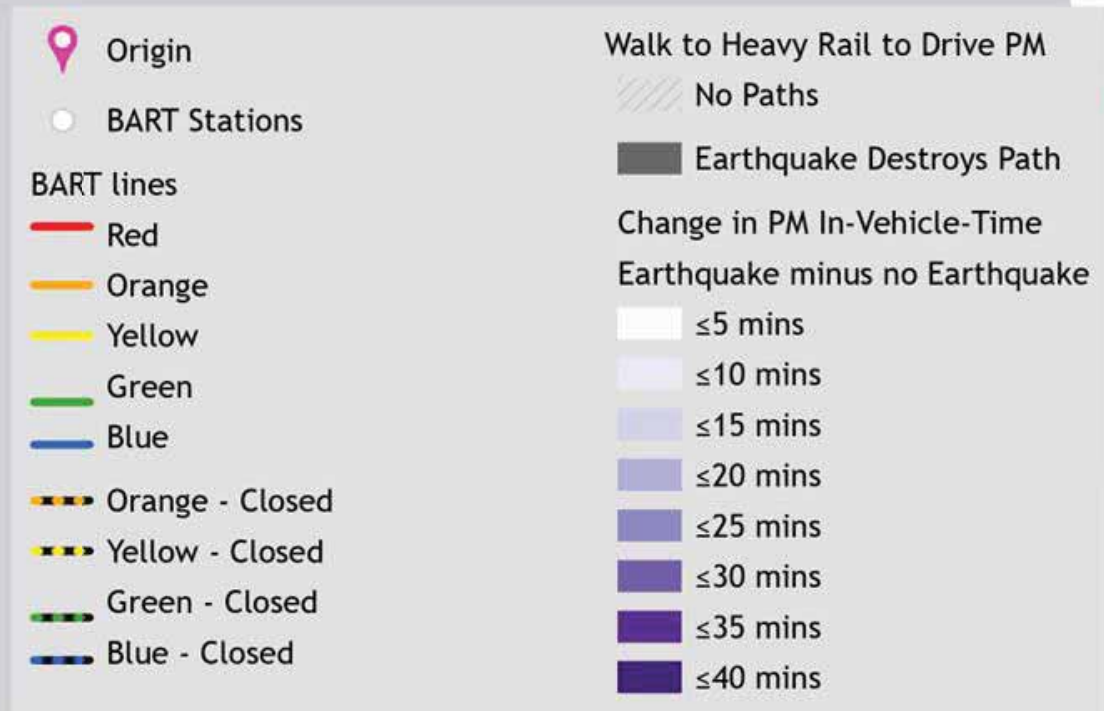 Origin
BART Stations
BART lines
Red
Orange
Yellow
Green
Blue
Orange - Closed
Yellow - Closed
Green - Closed
Blue - Closed
Walk to Heavy Rail to Drive PM
No Paths
Earthquake Destroys Path
Change in PM In-Vehicle-Time
Earthquake minus no Earthquake
≤5 mins
≤10 mins
≤15 mins
≤20 mins
≤25 mins
≤30 mins
≤35 mins
≤40 mins